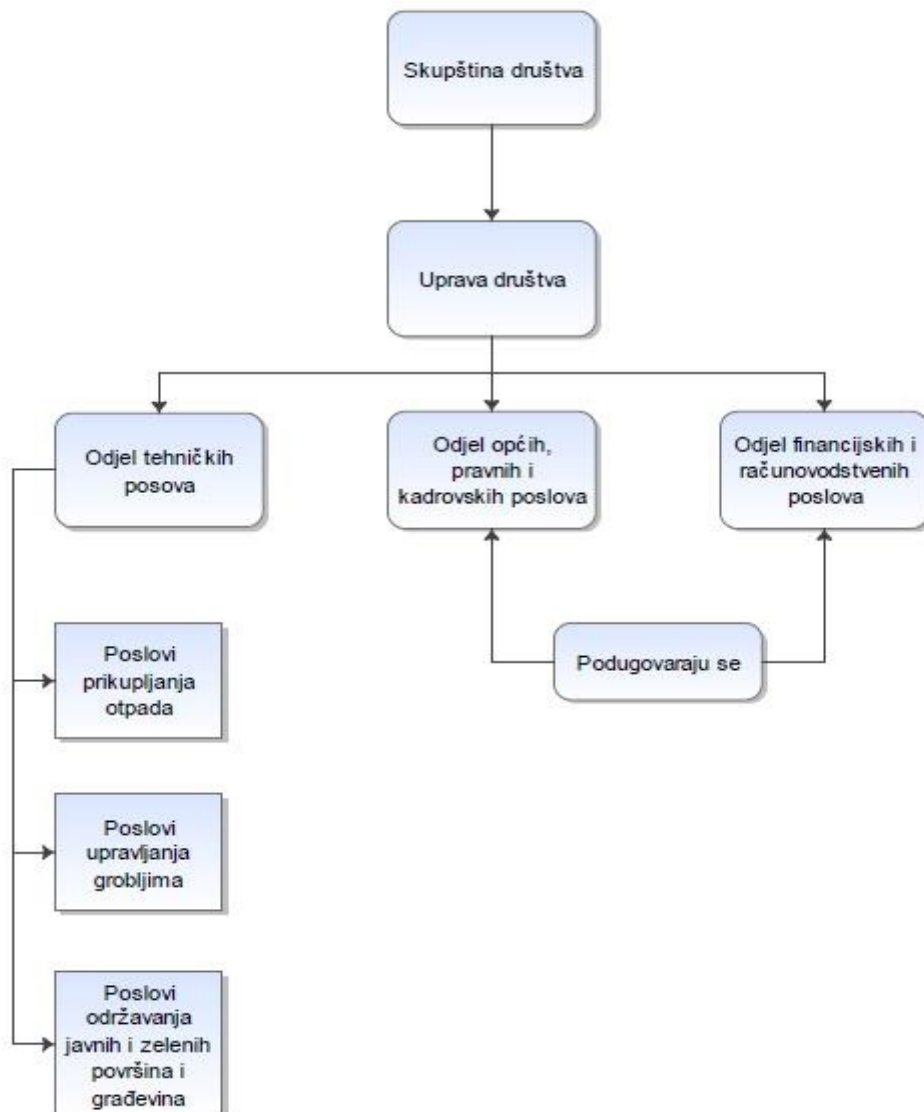 Skupština društva
Uprava društva
Odjel tehničkih
posova
Odjel općih,
pravnih i
kadrovskih poslova
Odjel financijskih i
računovodstvenih
poslova
Podugovaraju se
Poslovi
prikupljanja
otpada
Poslovi
upravljanja
grobljima
Poslovi
održavanja
javnih i zelenih
površina i
građevina